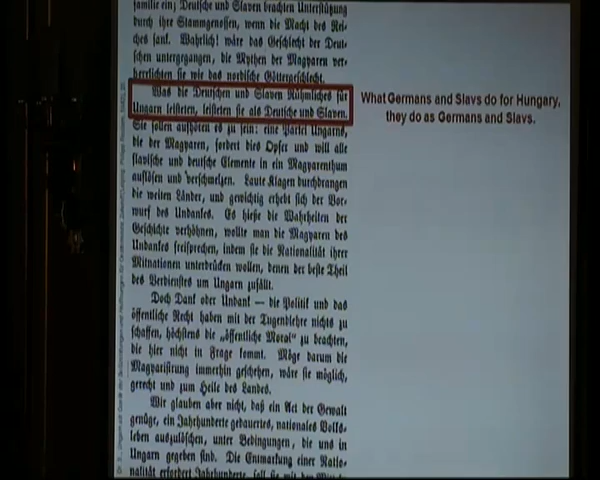 familie ein; Deutsche und Slaven brachten Unterstützung
durch ihre Stammgenossen, wenn die Macht des Rei-
ches sank. Wahrlich! wäre das Geschlecht der Deut-
schen untergegangen, die Mythen der Magyaren ver-
herrlichten sie wie das nordische Göttergeschlecht.
Was die Deutschen und Slaven Rühmliches für
Ungarn leisteten, leisteten sie als Deutsche und Slaven.
Sie sollen aufhören es zu sein: eine Partei Ungarns,
die der Magyaren, fordert dies Opfer und will alle
slavische und deutsche Elemente in ein Magyarenthum
auflösen und verschmelzen. Laute Klagen durchdrangen
die weiten Länder, und gewichtig erhebt sich der Vor-
wurf des Undankes. Es hieße die Wahrheiten der
Geschichte verhöhnen, wollte man die Magyaren des
Undankes freisprechen, indem sie die Nationalität ihrer
Mitnationen unterdrücken wollen, denen der beste Theil
des Verdienstes um Ungarn zufällt.
Doch Dank oder Undank — die Politik und das
öffentliche Recht haben mit der Tugendlehre nichts zu
schaffen, höchstens die „öffentliche Moral“ zu beachten,
die hier nicht in Frage kommt. Möge darum die
Magyarisirung immerhin geschehen, wäre sie möglich,
gerecht und zum Heile des Landes.
Wir glauben aber nicht, daß ein Act der Gewalt
genüge, ein Jahrhunderte gedauertes, nationales Volks-
leben auszulöschen, unter Bedingungen, die uns in
Ungarn gegeben sind. Die Entmarkung einer Natio-
nalität erfordert Jahrhunderte, soll sie mit
What Germans and Slavs do for Hungary,
they do as Germans and Slavs.